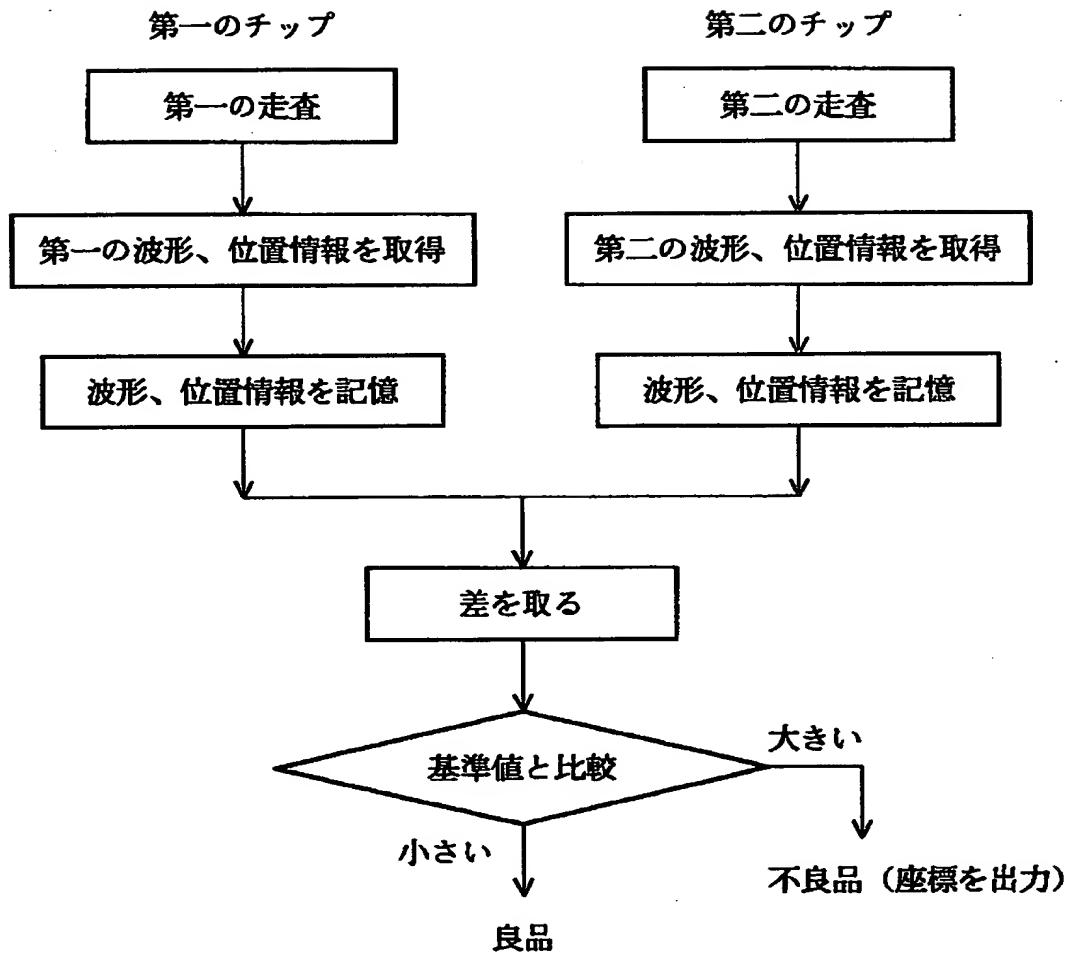 第一のチップ
第二のチップ
第一の走査
第二の走査
第一の波形、位置情報を取得
第二の波形、位置情報を取得
波形、位置情報を記憶
波形、位置情報を記憶
差を取る
基準値と比較
大きい
小さい
不良品（座標を出力）
良品